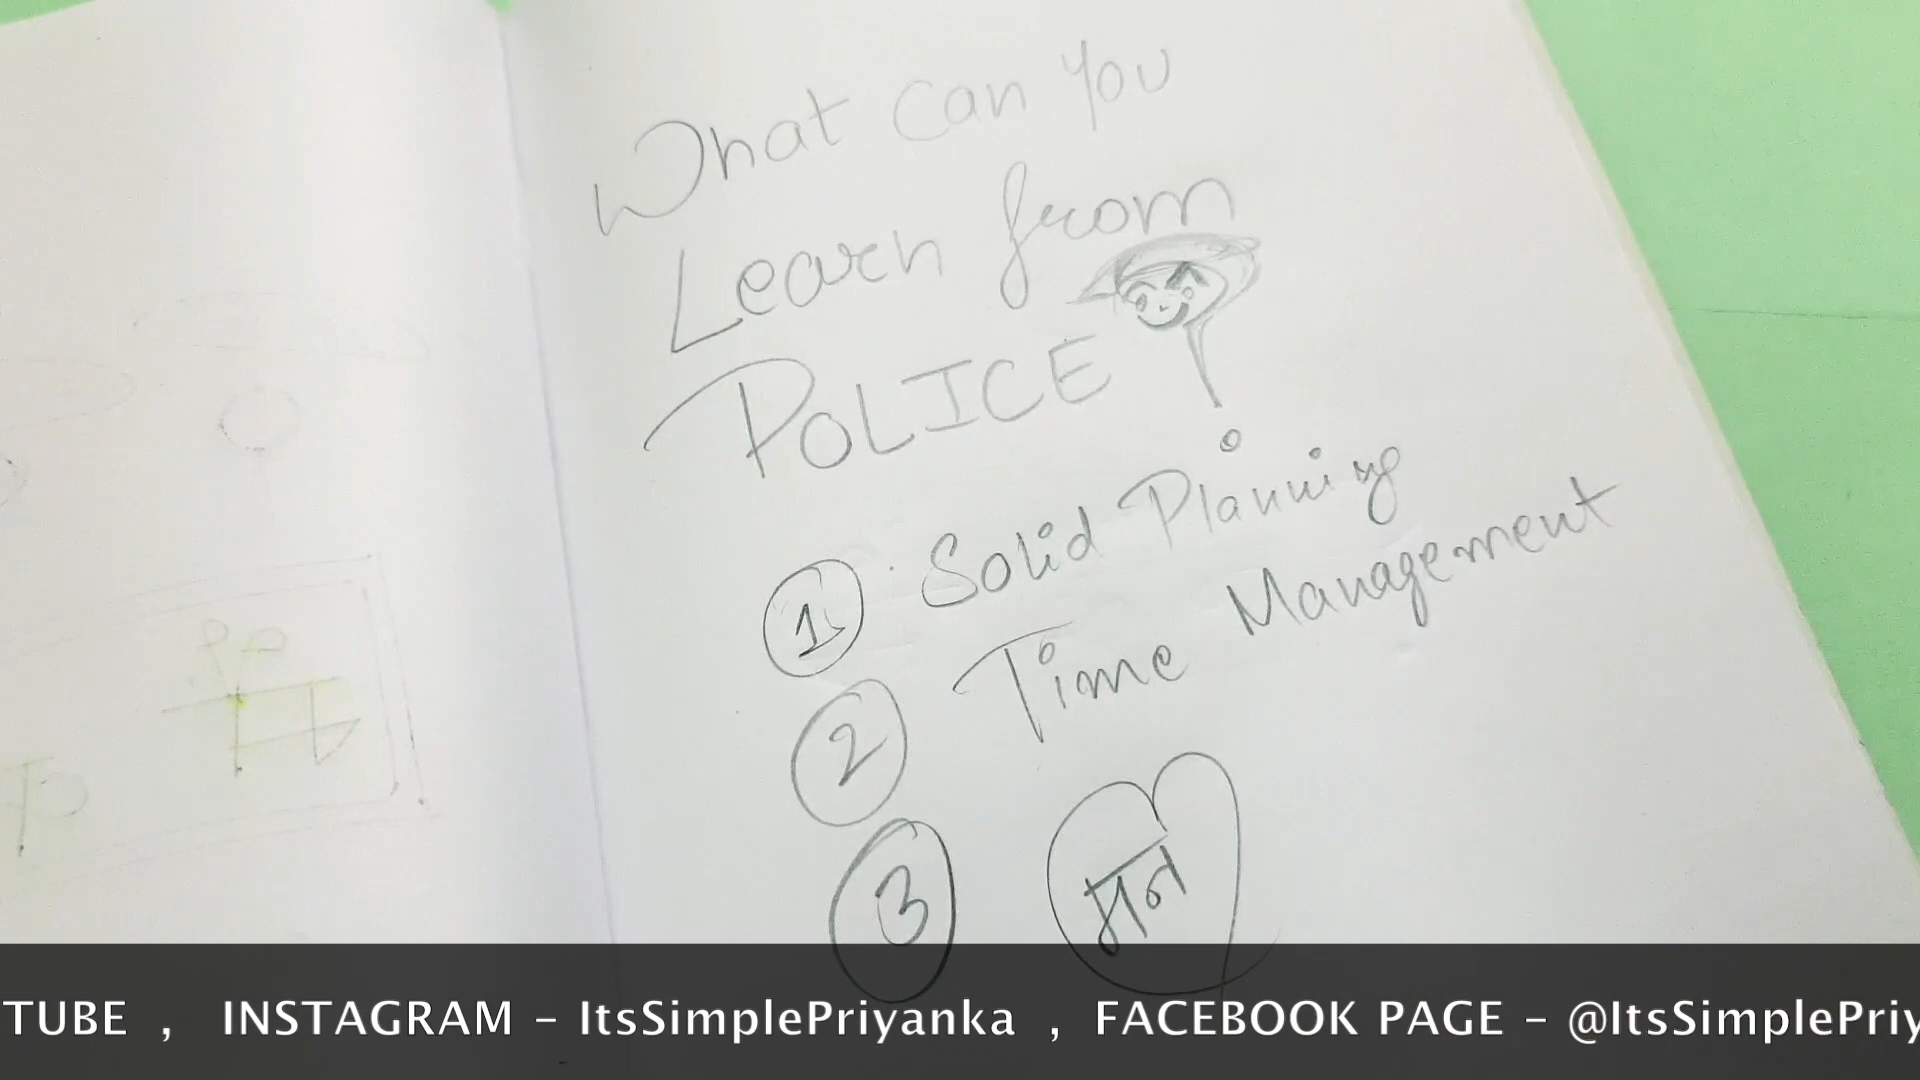 What can You
Learn from
POLICE ?
1 Solid Planning
2 Time Management
3 मन
TUBE , INSTAGRAM – ItsSimplePriyanka , FACEBOOK PAGE – @ItsSimplePriy